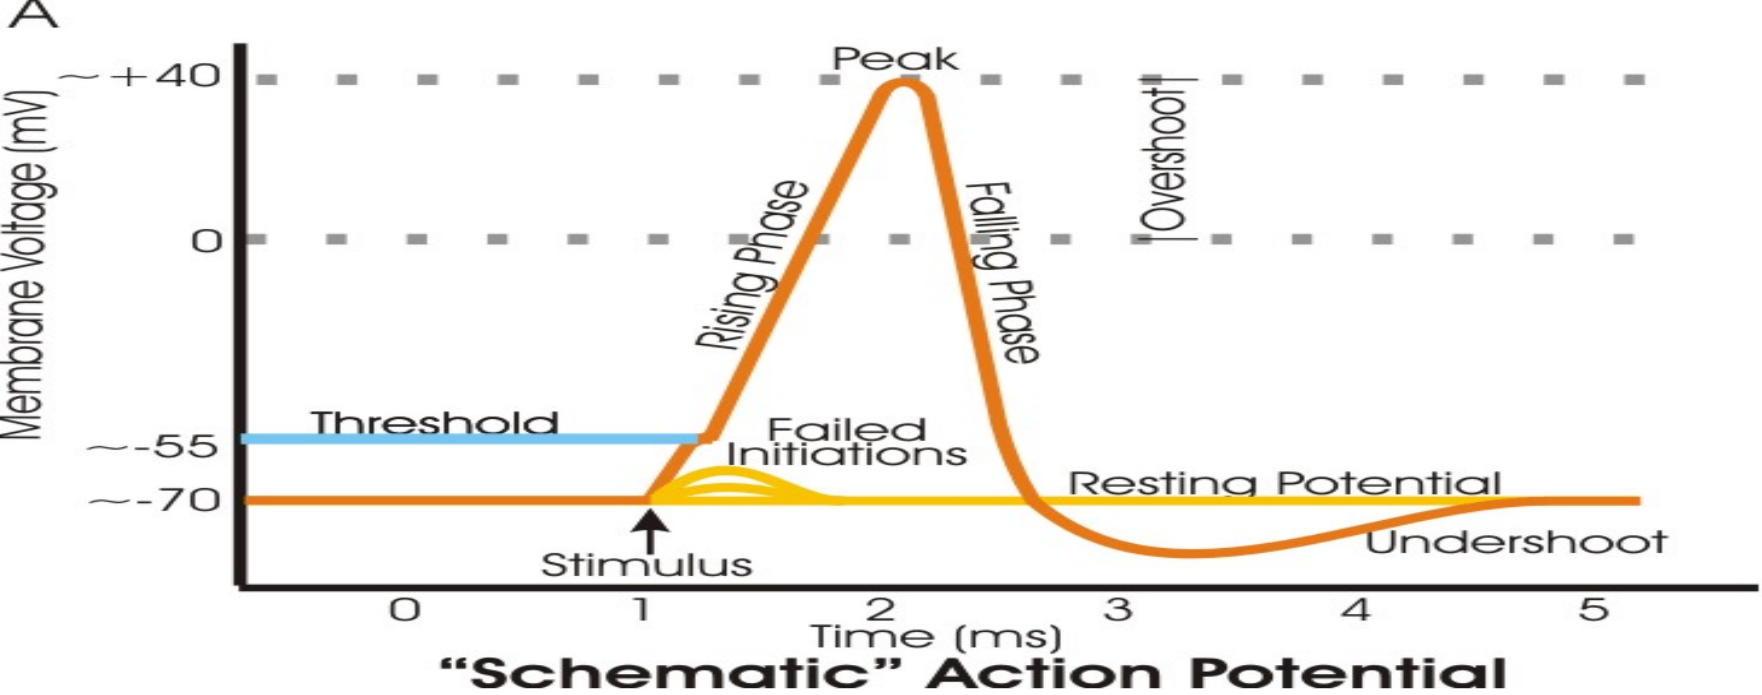 A
Peak
~+40
Overshoot
Membrane Voltage (mV)
Rising Phase
Falling Phase
0
Threshold
Failed
Initiations
~-55
Resting Potential
~-70
Undershoot
Stimulus
0 1 2 3 4 5
Time (ms)
“Schematic” Action Potential